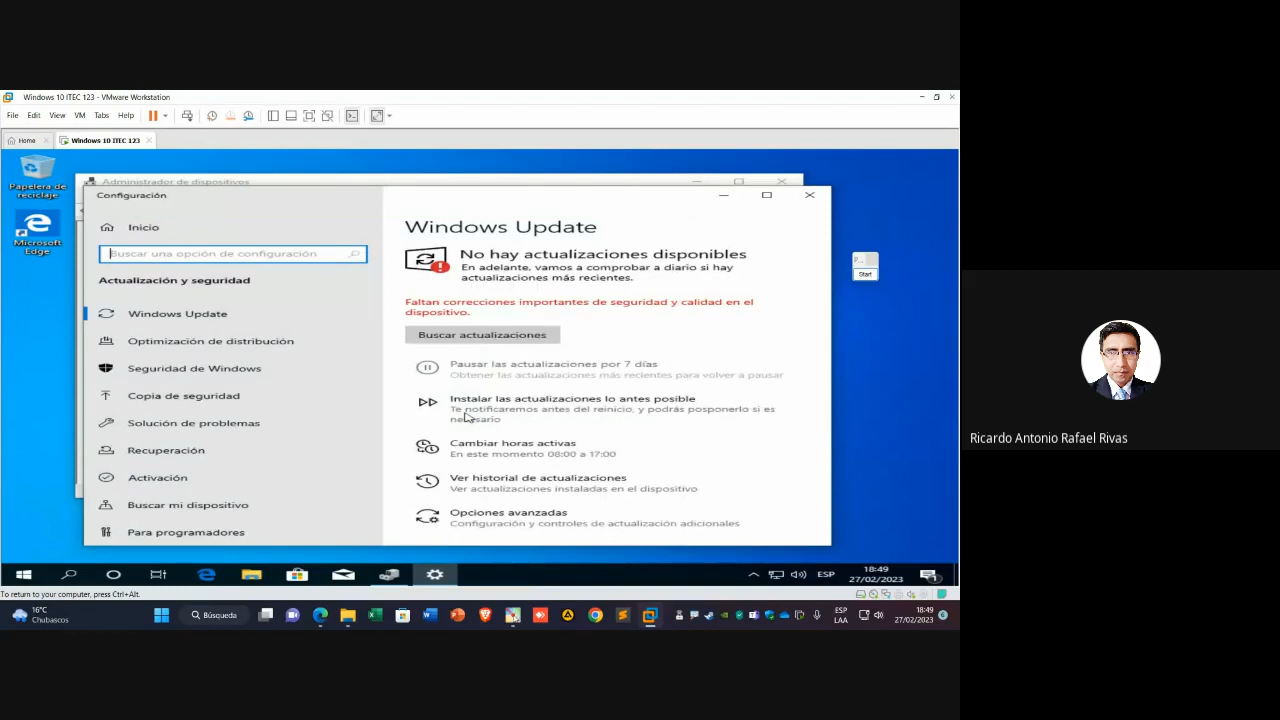 Windows 10 ITEC 123 - VMware Workstation
File Edit View VM Tabs Help
Home
Windows 10 ITEC 123
Papelera de
reciclaje
Microsoft
Edge
Administrador de dispositivos
Configuración
Inicio
Buscar una opción de configuración
Actualización y seguridad
Windows Update
Optimización de distribución
Seguridad de Windows
Copia de seguridad
Solución de problemas
Recuperación
Activación
Buscar mi dispositivo
Para programadores
Windows Update
No hay actualizaciones disponibles
En adelante, vamos a comprobar a diario si hay
actualizaciones más recientes.
Faltan correcciones importantes de seguridad y calidad en el
dispositivo.
Buscar actualizaciones
Pausar las actualizaciones por 7 días
Obtener las actualizaciones más recientes para volver a pausar
Instalar las actualizaciones lo antes posible
Te notificaremos antes del reinicio, y podrás posponerlo si es
necesario
Cambiar horas activas
En este momento 08:00 a 17:00
Ver historial de actualizaciones
Ver actualizaciones instaladas en el dispositivo
Opciones avanzadas
Configuración y controles de actualización adicionales
P...
Start
ESP
18:49
27/02/2023
To return to your computer, press Ctrl+Alt.
16°C
Chubascos
Búsqueda
ESP
LAA
18:49
27/02/2023
Ricardo Antonio Rafael Rivas